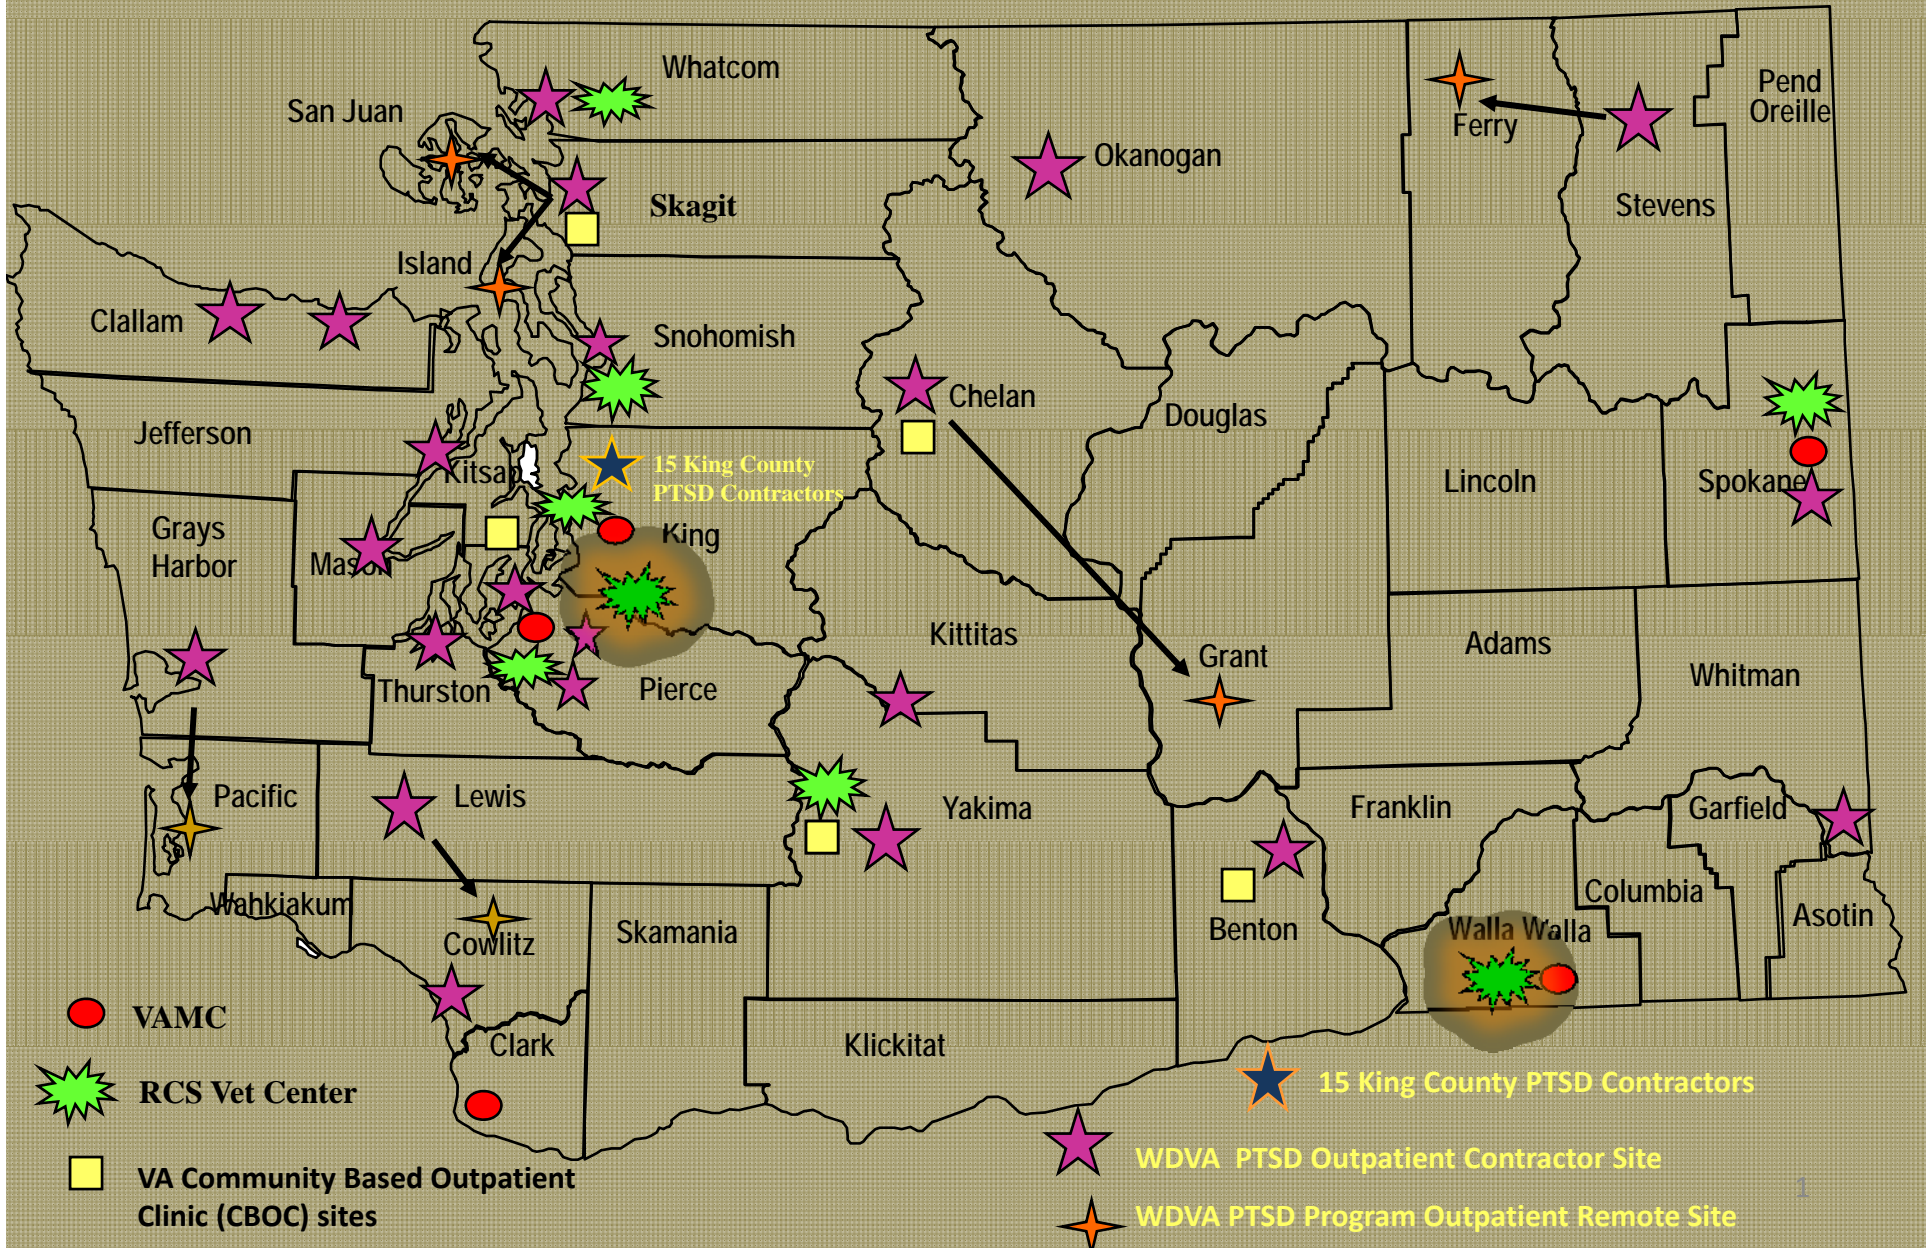 Whatcom
San Juan
Pend
Oreille
Ferry
Okanogan
Skagit
Stevens
Island
Clallam
Snohomish
Chelan
Douglas
Jefferson
Kitsap
15 King County
PTSD Contractors
Lincoln
Spokane
Grays
Harbor
Mason
King
Kittitas
Grant
Adams
Whitman
Thurston
Pierce
Pacific
Lewis
Yakima
Franklin
Garfield
Wahkiakum
Columbia
Asotin
Cowlitz
Skamania
Benton
Walla Walla
VAMC
Clark
Klickitat
RCS Vet Center
15 King County PTSD Contractors
WDVA PTSD Outpatient Contractor Site
VA Community Based Outpatient
Clinic (CBOC) sites
1
WDVA PTSD Program Outpatient Remote Site